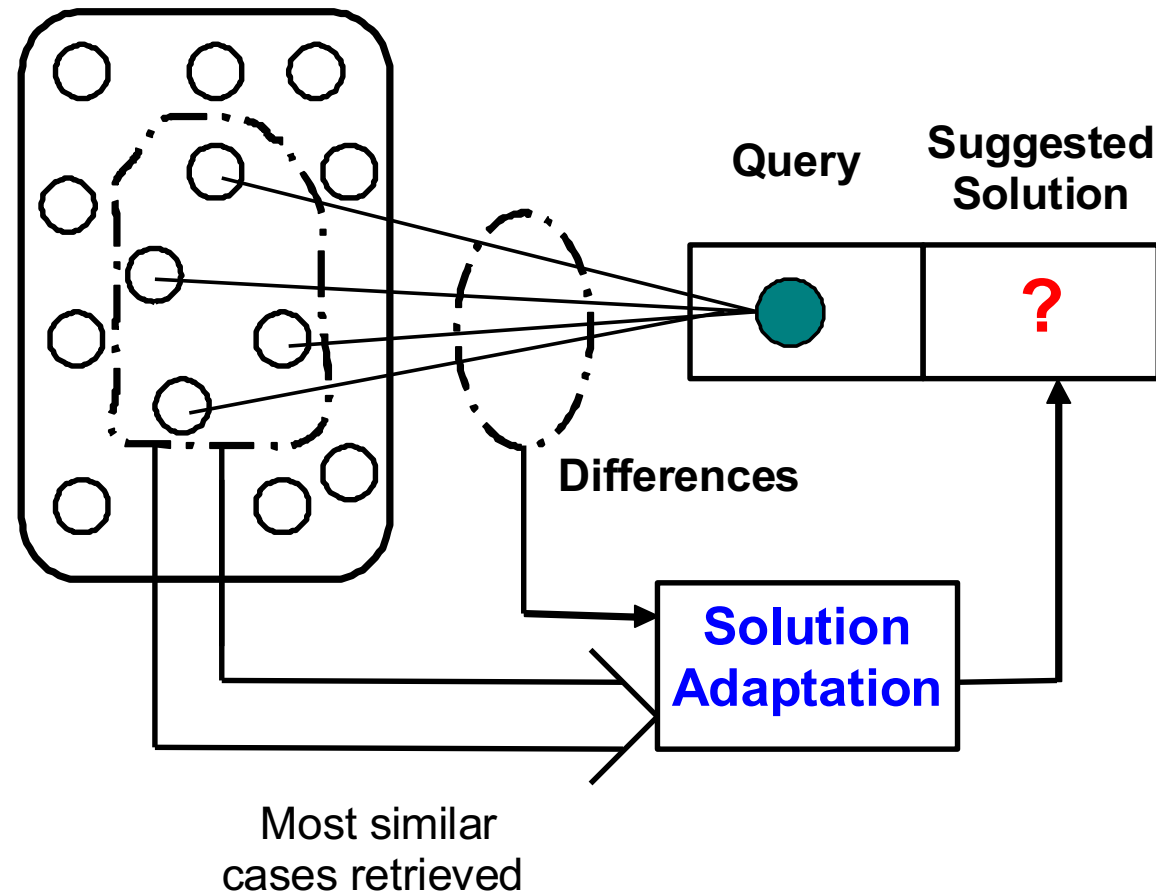 Query
Suggested
Solution
?
Differences
Solution
Adaptation
Most similar
cases retrieved